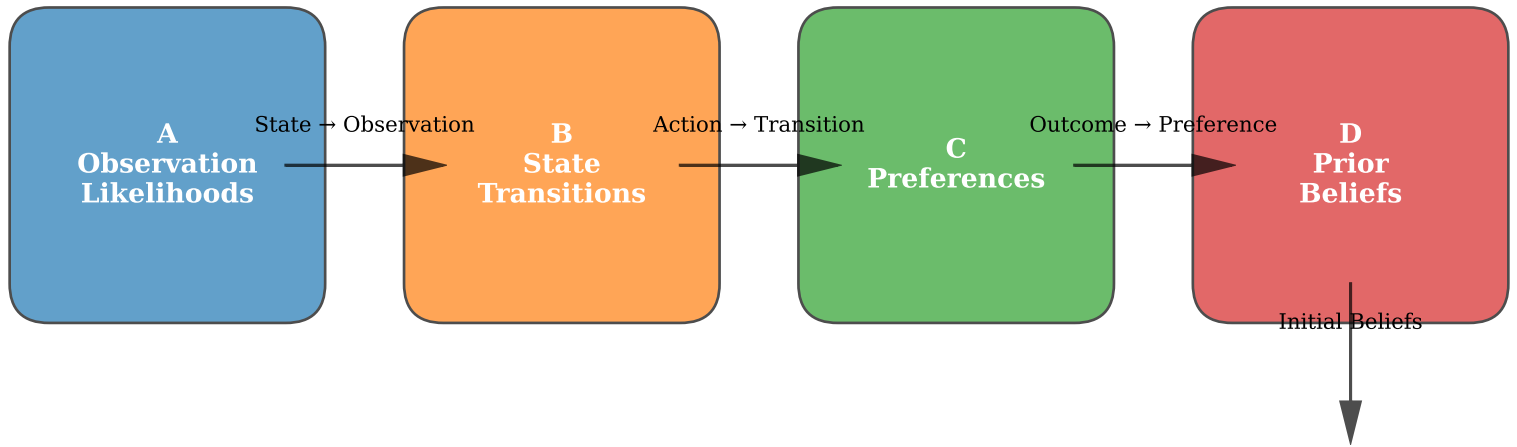 A
Observation
Likelihoods
State → Observation
B
State
Transitions
Action → Transition
C
Preferences
Outcome → Preference
D
Prior
Beliefs
Initial Beliefs